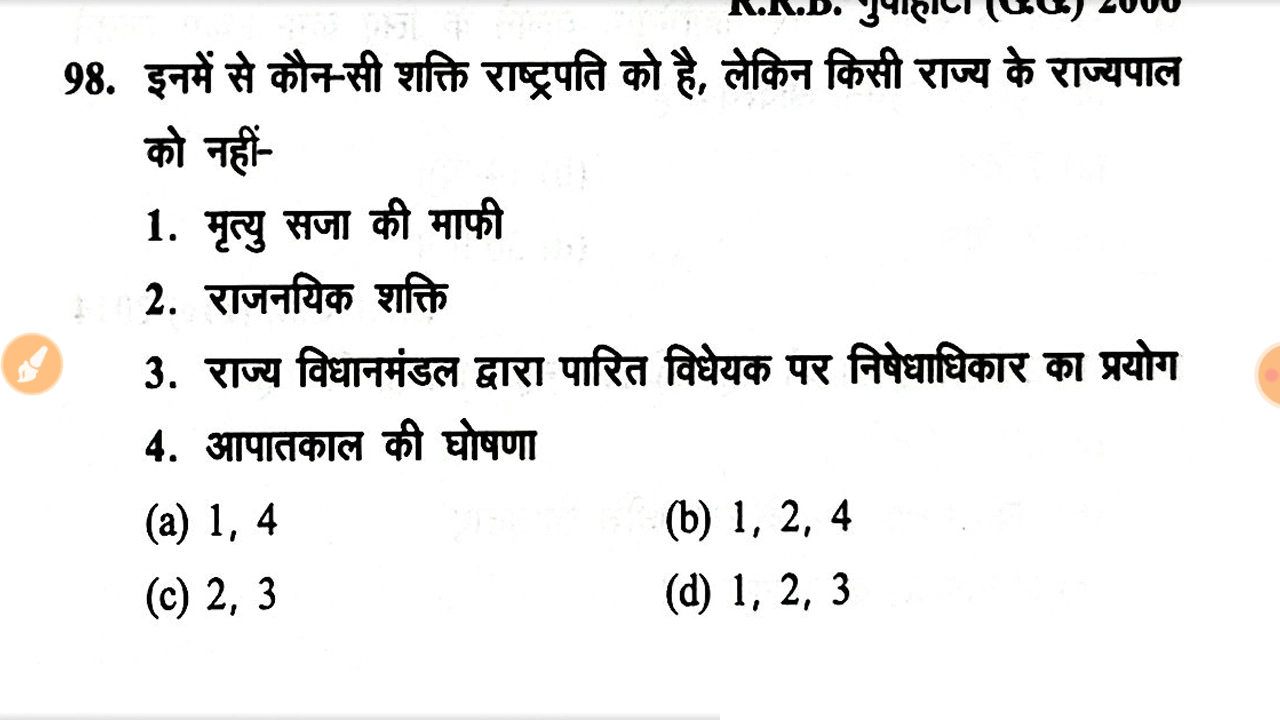 98. इनमें से कौन-सी शक्ति राष्ट्रपति को है, लेकिन किसी राज्य के राज्यपाल
को नहीं-
1. मृत्यु सजा की माफी
2. राजनयिक शक्ति
3. राज्य विधानमंडल द्वारा पारित विधेयक पर निषेधाधिकार का प्रयोग
4. आपातकाल की घोषणा
(a) 1, 4 (b) 1, 2, 4
(c) 2, 3 (d) 1, 2, 3